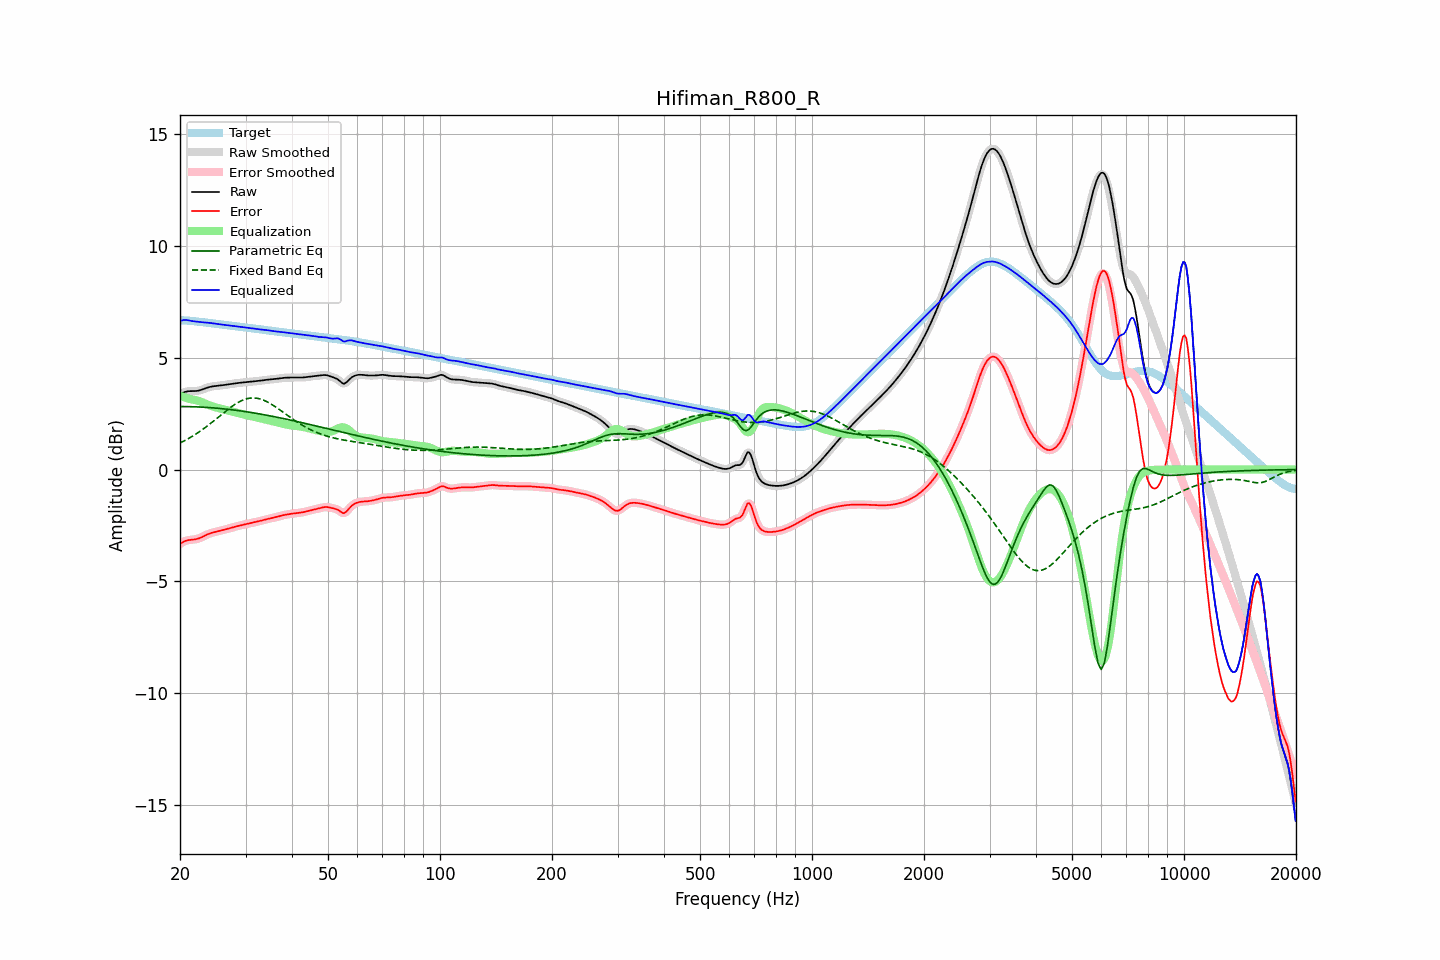 Hifiman_R800_R
Amplitude (dBr)
15
10
5
0
−5
−10
−15
Target
Raw Smoothed
Error Smoothed
Raw
Error
Equalization
Parametric Eq
Fixed Band Eq
Equalized
20 50 100 200 500 1000 2000 5000 10000 20000
Frequency (Hz)